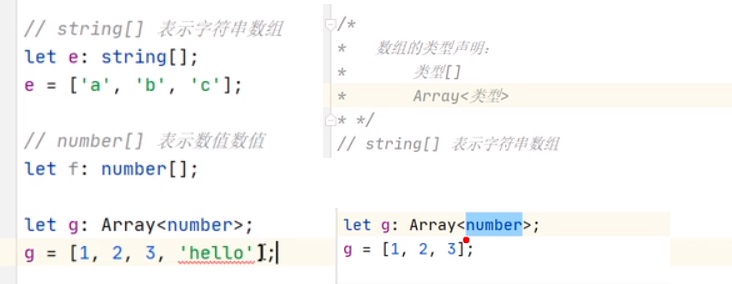 // string[] 表示字符串数组
let e: string[];
e = ['a', 'b', 'c'];
// number[] 表示数值数值
let f: number[];
let g: Array<number>;
g = [1, 2, 3, 'hello'];
/*
* 数组的类型声明：
* 类型[]
* Array<类型>
* */
// string[] 表示字符串数组
let g: Array<number>;
g = [1, 2, 3];